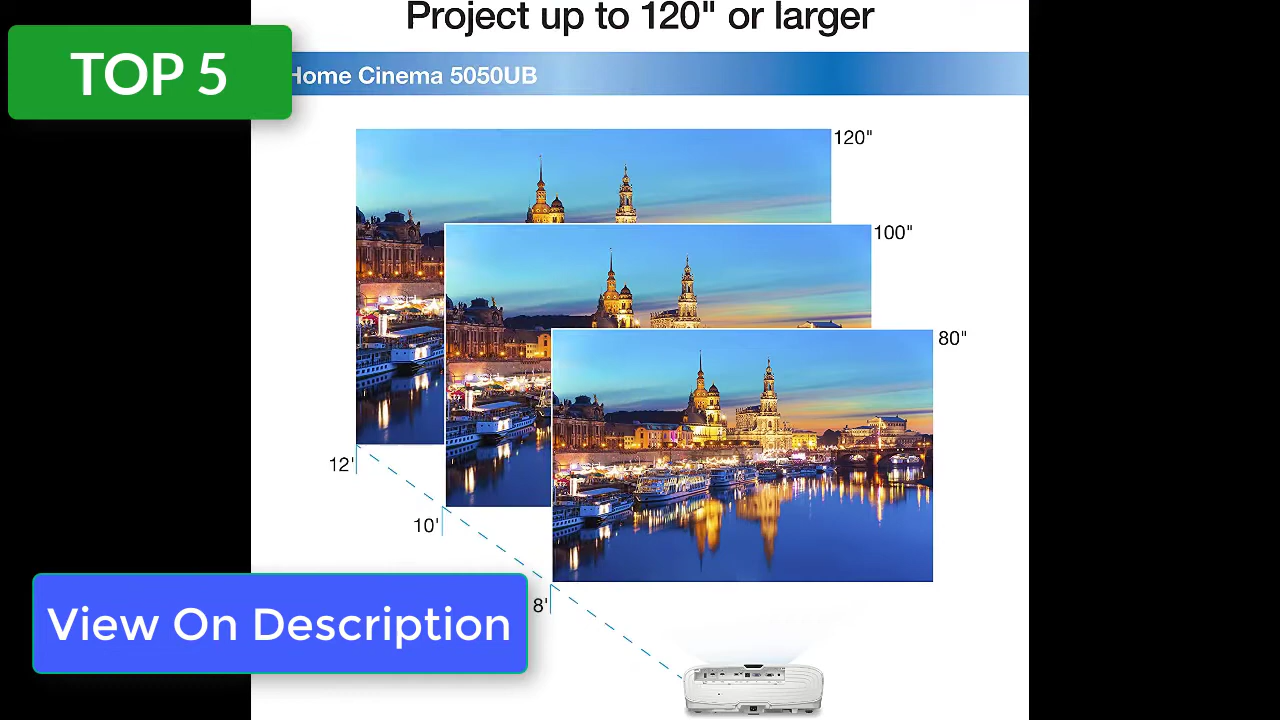 Project up to 120" or larger
TOP 5
Home Cinema 5050UB
120"
100"
80"
12'
10'
8'
View On Description